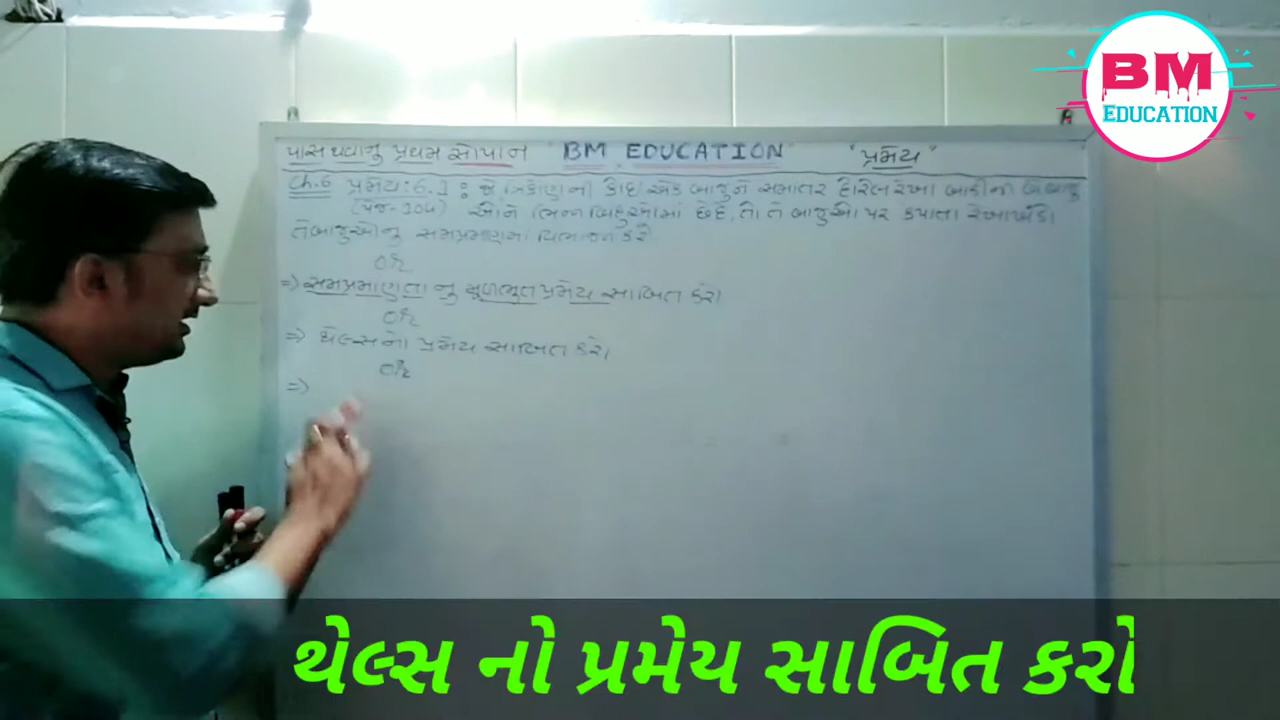 BM
EDUCATION
પાસ થવાનુ પ્રથમ સોપાન "BM EDUCATION" "પ્રમેય"
Ch.6 પ્રમેય:6.1 : જો ત્રિકોણની કોઇ એક બાજુને સમાંતર દોરેલ રેખા બાકીની બે બાજુ
(પેજ-104) ઓને ભિન્ન બિંદુઓમાં છેદે, તો તે બાજુઓ પર કપાતા રેખાખંડો
તે બાજુઓનુ સમપ્રમાણમાં વિભાજન કરે
OR
=> સમપ્રમાણતા નુ મૂળભૂત પ્રમેય સાબિત કરો
OR
=> થેલ્સનો પ્રમેય સાબિત કરો
OR
=>
થેલ્સ નો પ્રમેય સાબિત કરો